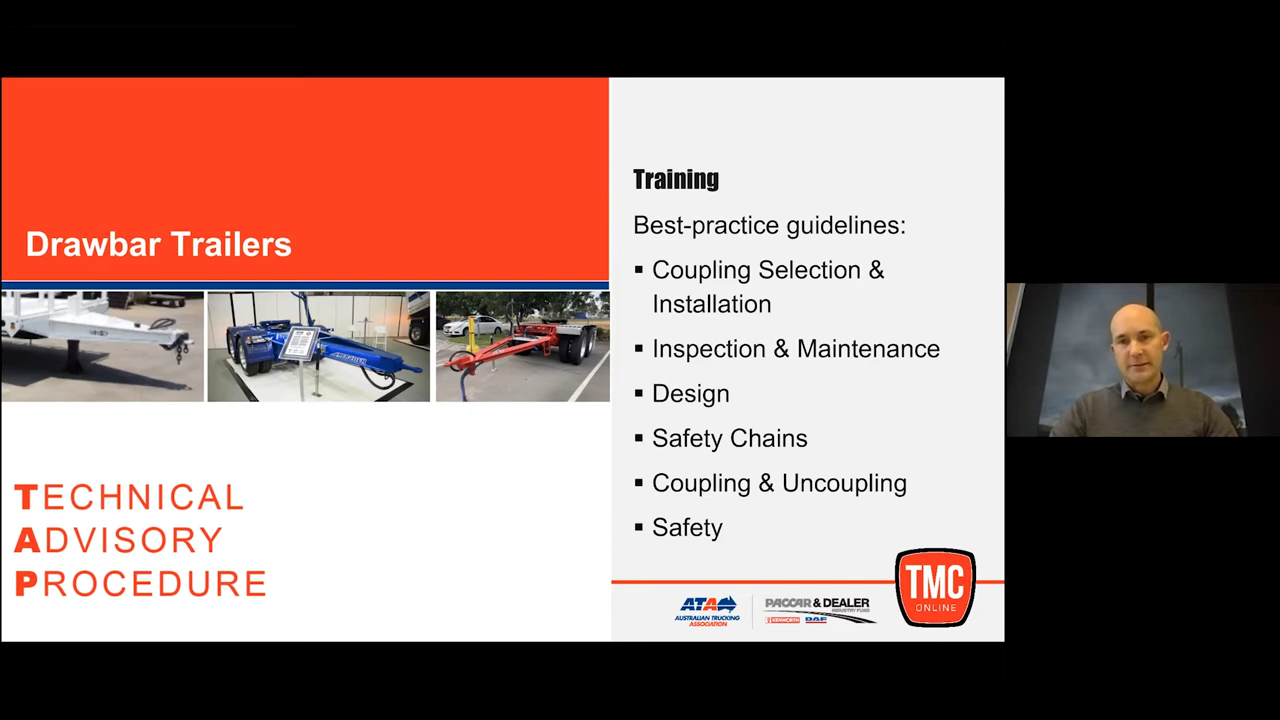 Drawbar Trailers
TECHNICAL
ADVISORY
PROCEDURE
Training
Best-practice guidelines:
▪ Coupling Selection &
Installation
▪ Inspection & Maintenance
▪ Design
▪ Safety Chains
▪ Coupling & Uncoupling
▪ Safety
ATA
AUSTRALIAN TRUCKING
ASSOCIATION
PACCAR & DEALER
INDUSTRY FUND
KENWORTH DAF
TMC
ONLINE